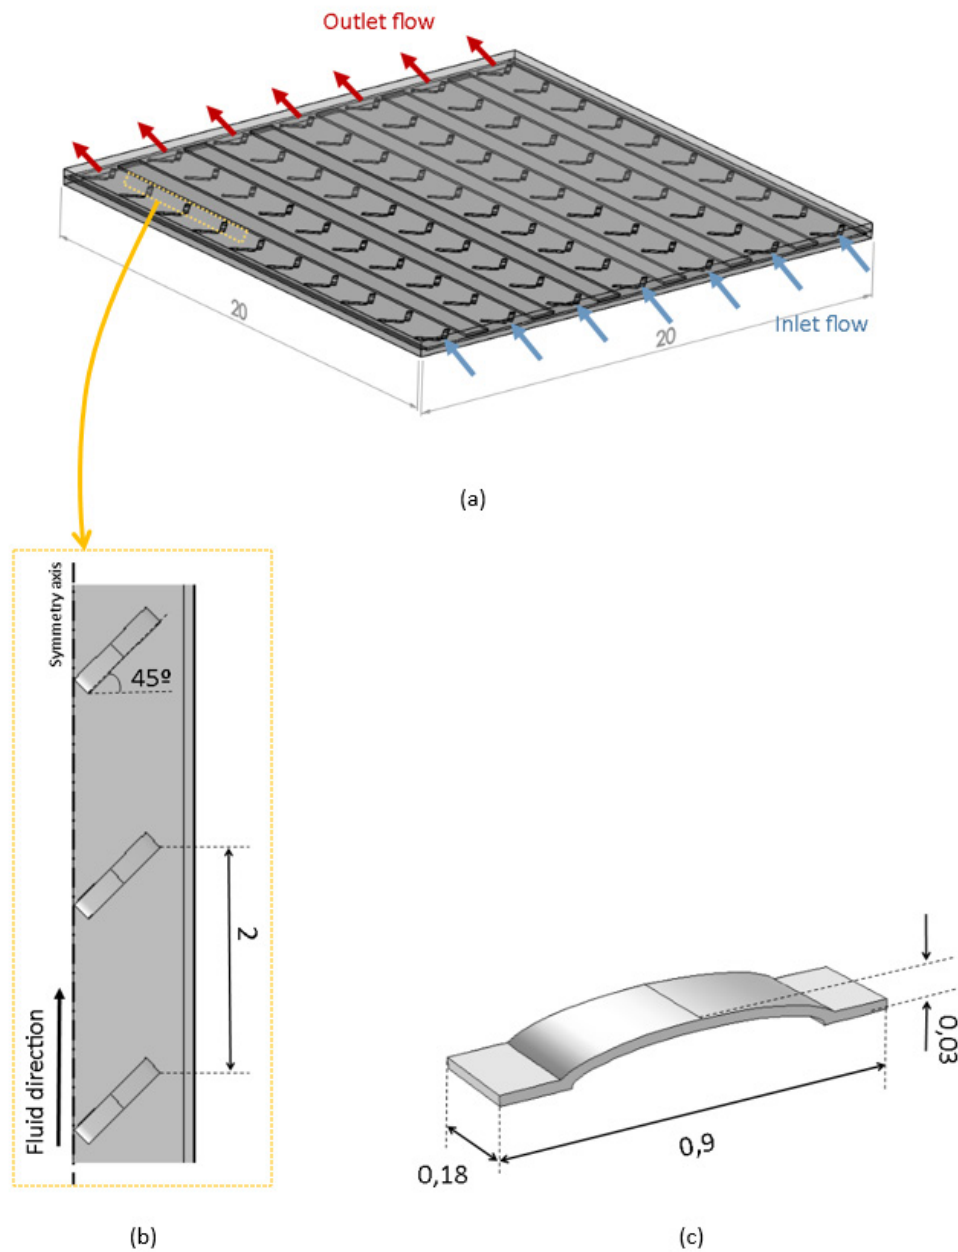 Outlet flow
20
20
Inlet flow
(a)
Symmetry axis
45º
2
Fluid direction
0,03
0,9
0,18
(b)
(c)